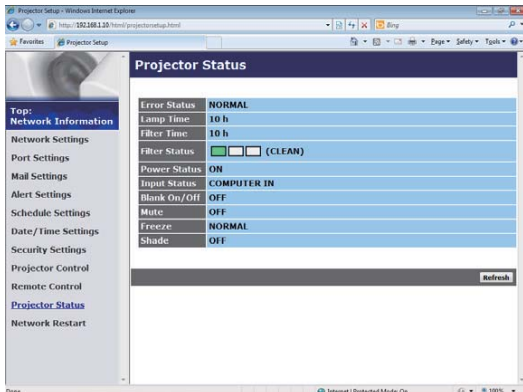 Projector Setup - Windows Internet Explorer
http://192.168.1.10/html/projectorsetup.html
Bing
Favorites Projector Setup Page Safety Tools
Projector Status
Top:
Network Information
Network Settings
Port Settings
Mail Settings
Alert Settings
Schedule Settings
Date/Time Settings
Security Settings
Projector Control
Remote Control
Projector Status
Network Restart
Error Status NORMAL
Lamp Time 10 h
Filter Time 10 h
Filter Status (CLEAN)
Power Status ON
Input Status COMPUTER IN
Blank On/Off OFF
Mute OFF
Freeze NORMAL
Shade OFF
Refresh
Done Internet | Protected Mode: On 100%